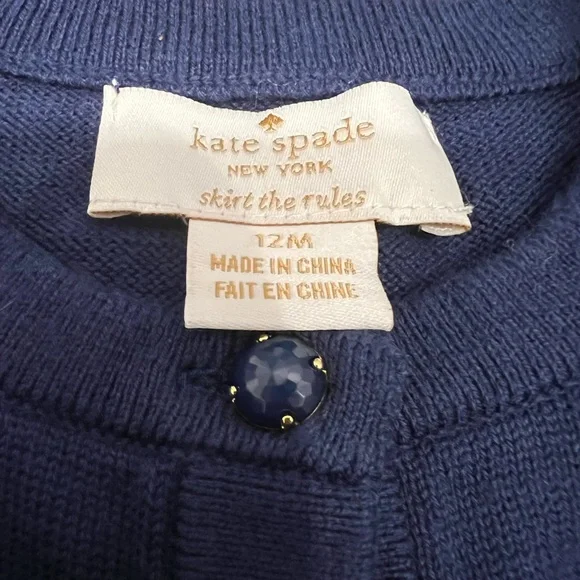 kate spade
NEW YORK
skirt the rules
12M
MADE IN CHINA
FAIT EN CHINE